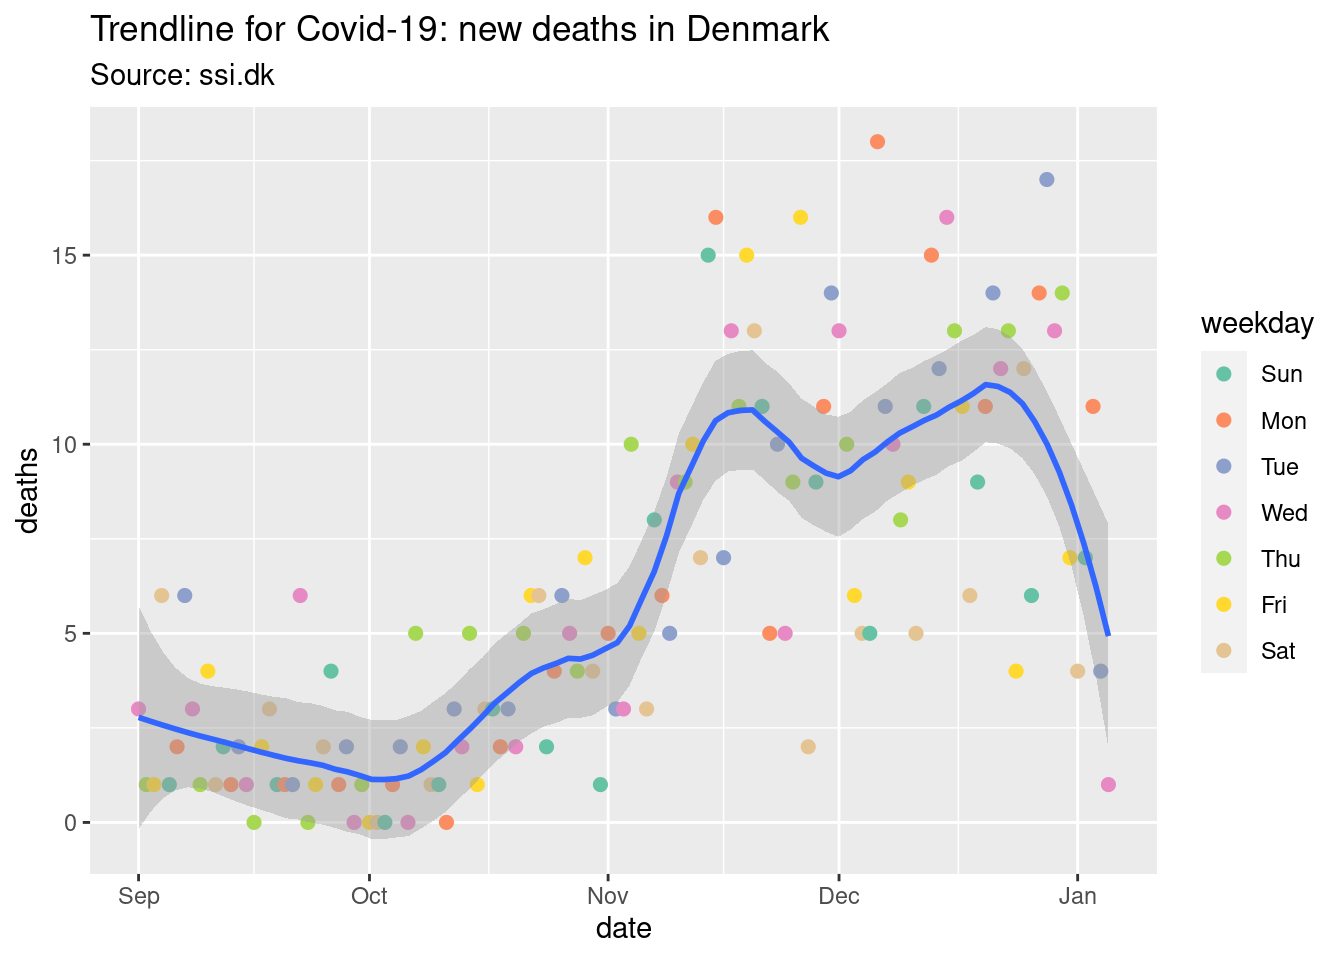 Trendline for Covid-19: new deaths in Denmark
Source: ssi.dk
deaths
15
10
5
0
Sep Oct Nov Dec Jan
date
weekday
Sun
Mon
Tue
Wed
Thu
Fri
Sat